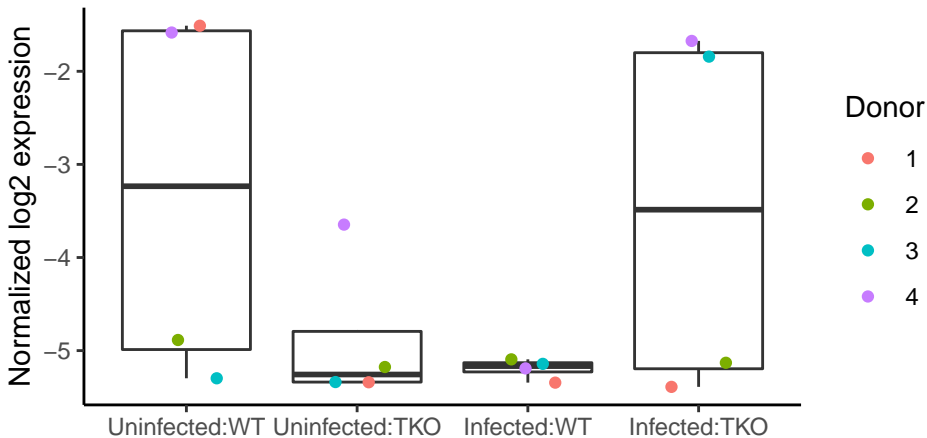 Normalized log2 expression
−2
−3
−4
−5
Uninfected:WT
Uninfected:TKO
Infected:WT
Infected:TKO
Donor
1
2
3
4